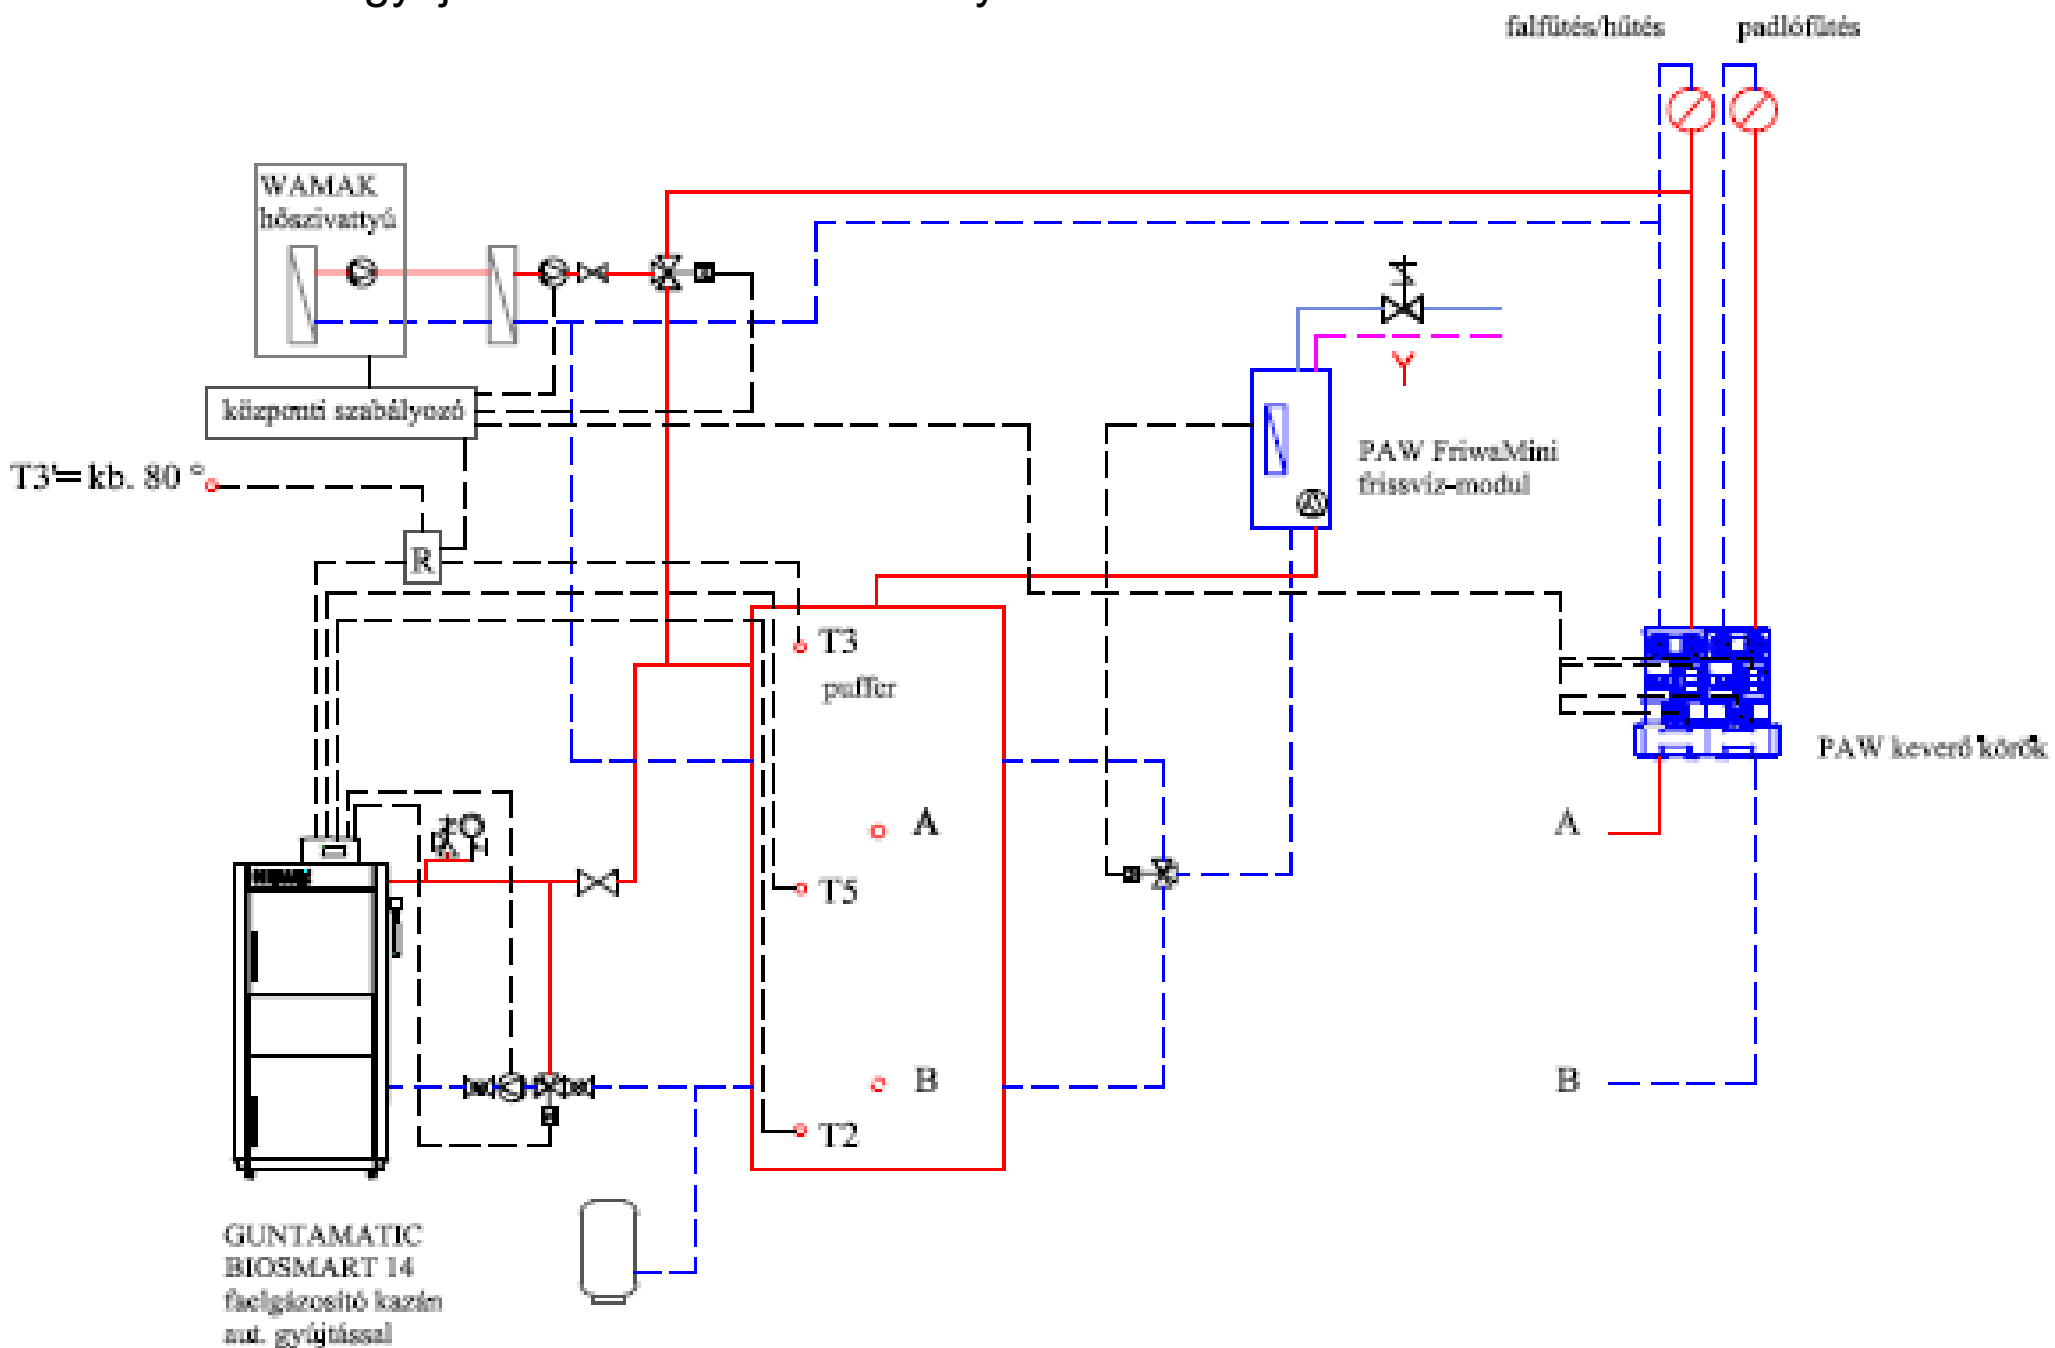 falfűtés/hűtés
padlófűtés
WAMAK
hőszivattyú
központi szabályozó
T3'= kb. 80 °
R
PAW FriwaMini
frissvíz-modul
T3
puffer
PAW keverő körök
A
A
T5
B
B
T2
GUNTAMATIC
BIOSMART 14
faelgázosító kazán
aut. gyújtással